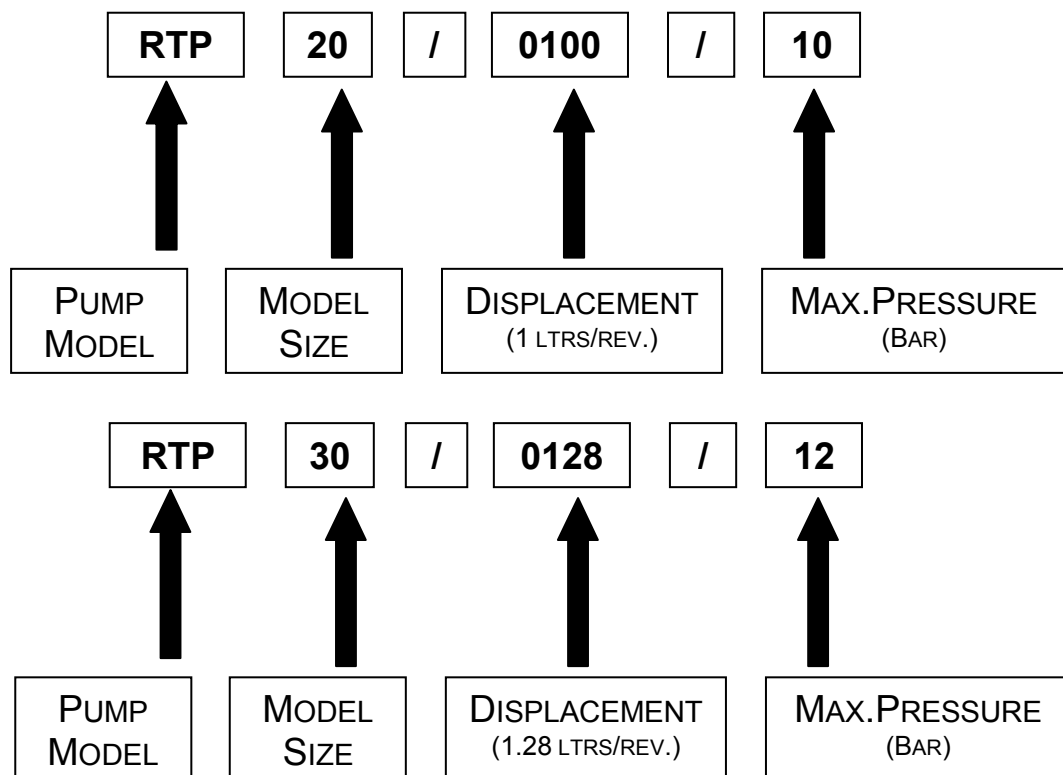 RTP 20 / 0100 / 10
PUMP MODEL SIZE DISPLACEMENT MAX.PRESSURE
MODEL (1 LTRS/REV.) (BAR)
RTP 30 / 0128 / 12
PUMP MODEL DISPLACEMENT MAX.PRESSURE
MODEL SIZE (1.28 LTRS/REV.) (BAR)